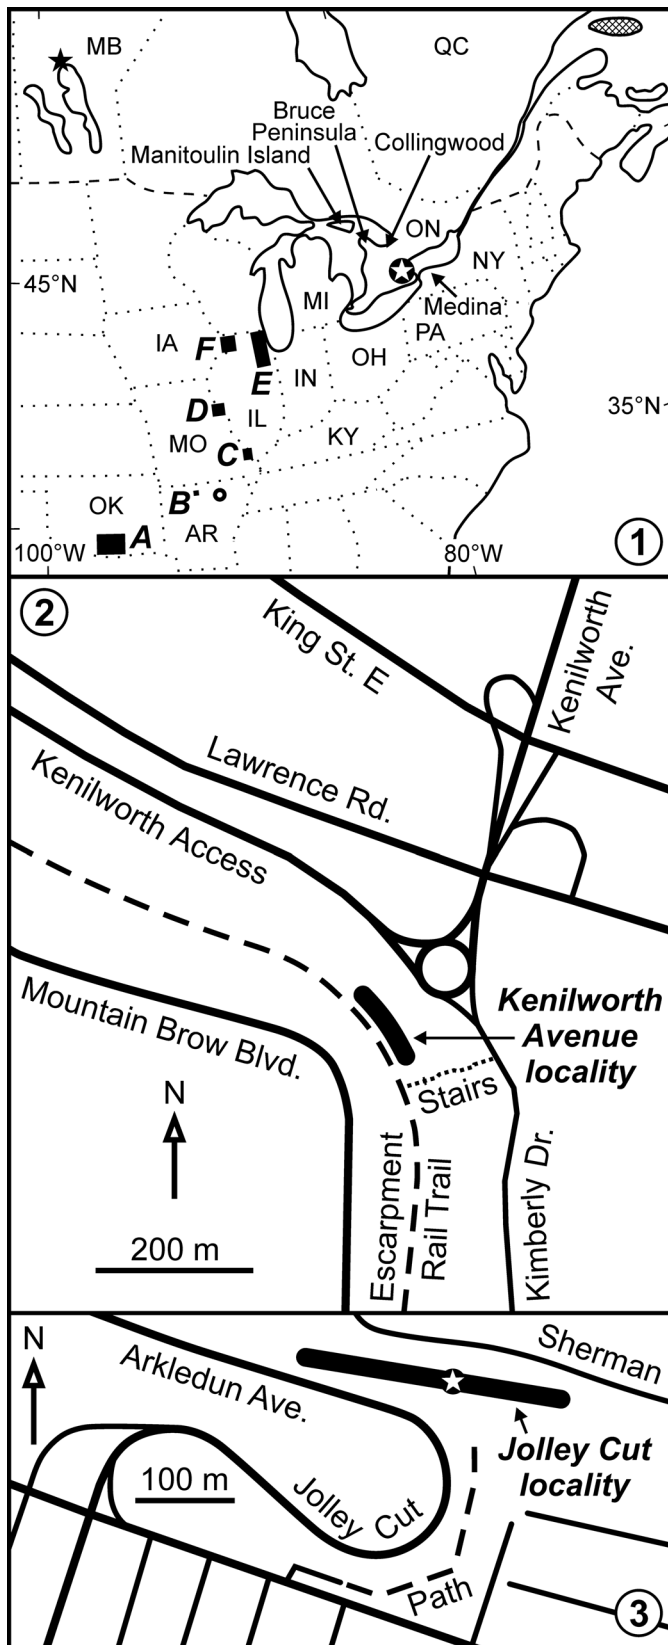 MB
QC
Bruce
Peninsula
Collingwood
Manitoulin Island
ON
NY
45°N
MI
Medina
PA
IA
F
OH
E
IN
35°N
D
IL
MO
KY
C
B
OK
A
AR
100°W
80°W
1
2
King St. E
Kenilworth
Ave.
Lawrence Rd.
Kenilworth Access
Mountain Brow Blvd.
Kenilworth
Avenue
locality
Stairs
N
Escarpment
Rail Trail
Kimberly Dr.
200 m
N
Sherman
Arkledun Ave.
Jolley Cut
locality
100 m
Jolley Cut
Path
3